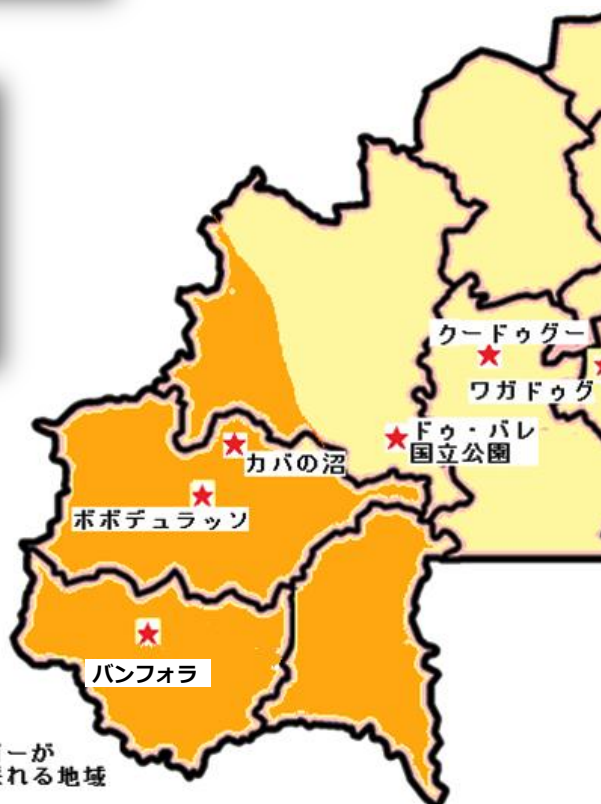 クードゥグー
ワガドゥグ
ドゥ・バレ
国立公園
カバの沼
ボボデュラッソ
バンフォラ
ーが
れる地域